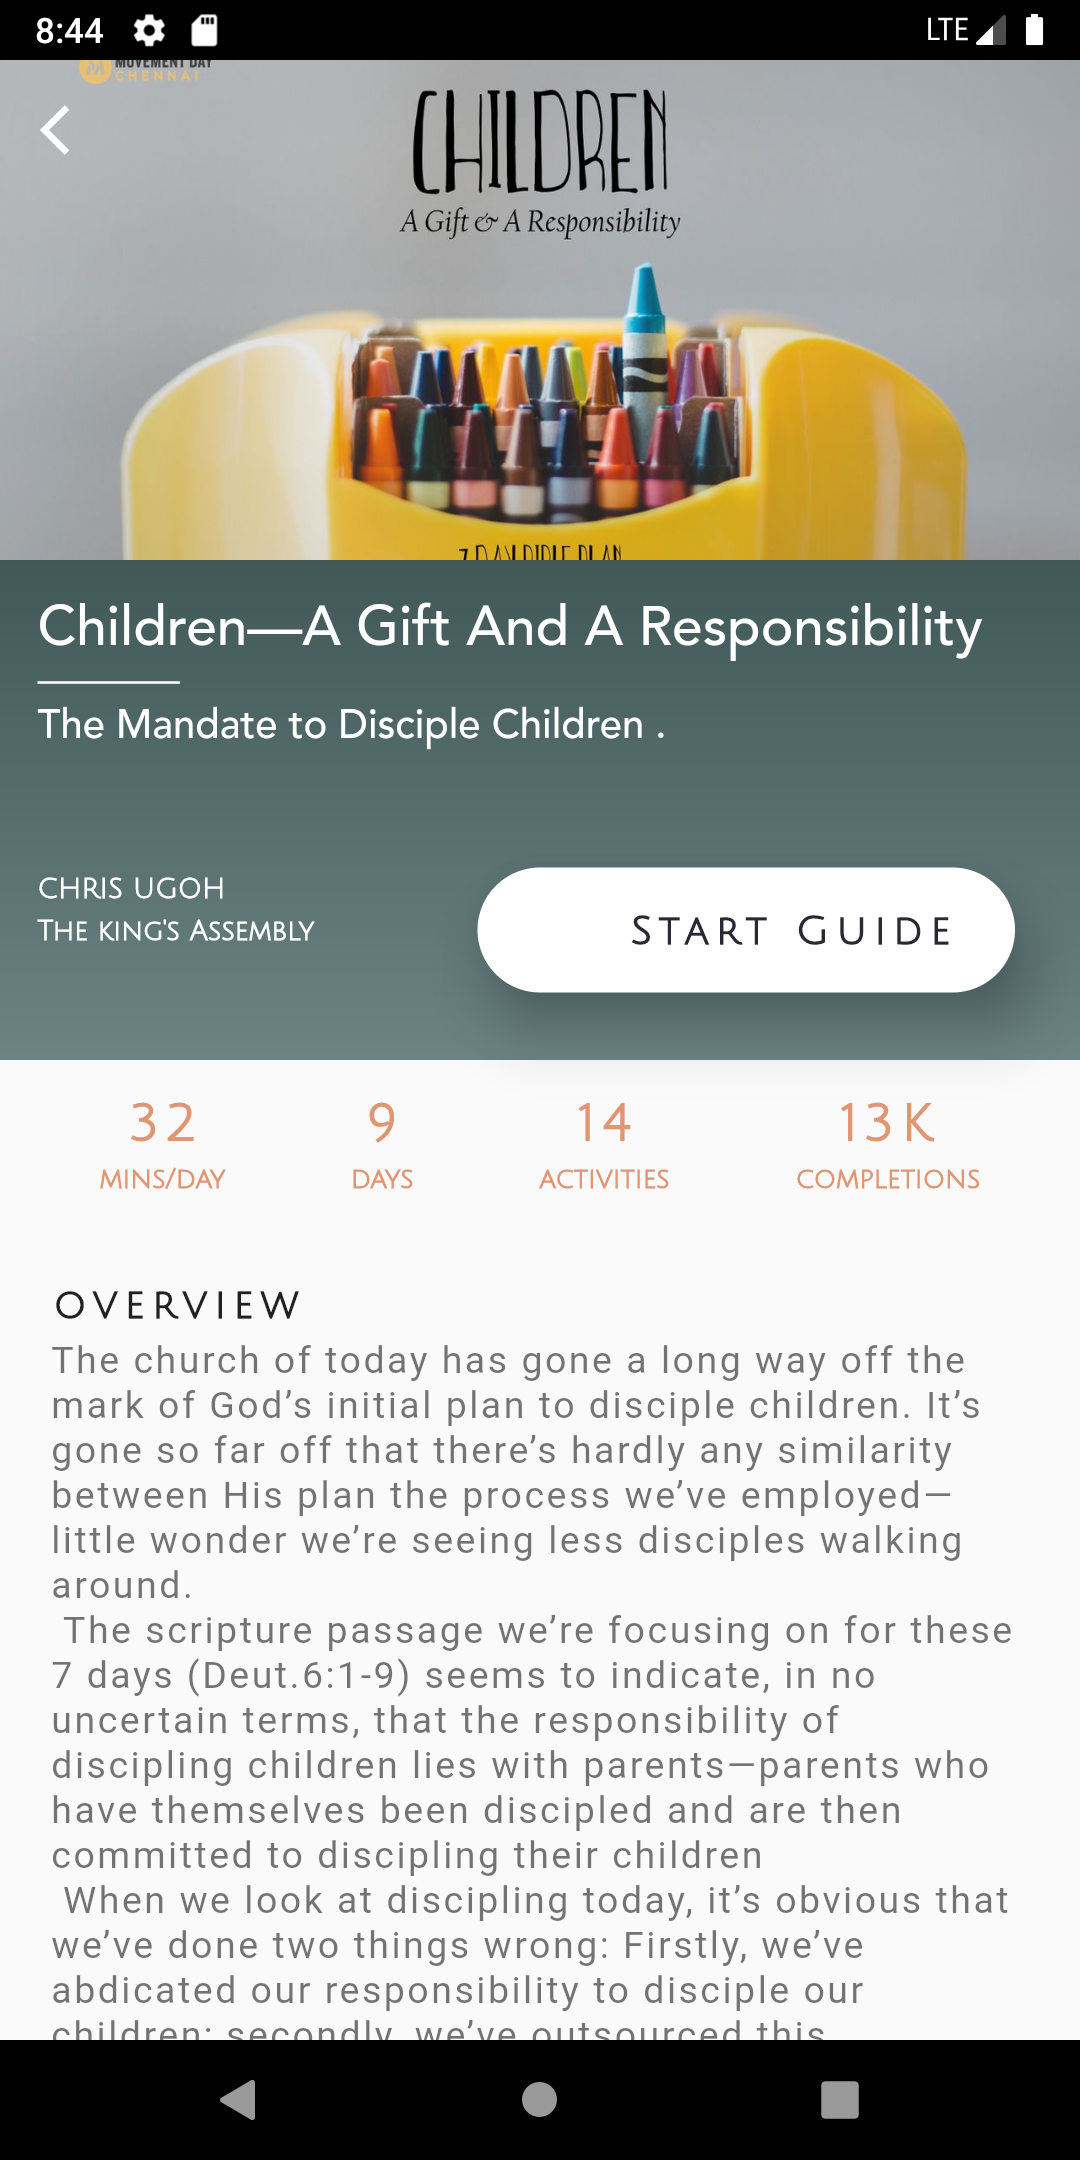 8:44
LTE
MOVEMENT DAY
CHENNAI
CHILDREN
A Gift & A Responsibility
7 DAY BIBLE PLAN
Children—A Gift And A Responsibility
The Mandate to Disciple Children .
CHRIS UGOH
THE KING'S ASSEMBLY
START GUIDE
32
MINS/DAY
9
DAYS
14
ACTIVITIES
13K
COMPLETIONS
OVERVIEW
The church of today has gone a long way off the
mark of God’s initial plan to disciple children. It’s
gone so far off that there’s hardly any similarity
between His plan the process we’ve employed—
little wonder we’re seeing less disciples walking
around.
The scripture passage we’re focusing on for these
7 days (Deut.6:1-9) seems to indicate, in no
uncertain terms, that the responsibility of
discipling children lies with parents—parents who
have themselves been discipled and are then
committed to discipling their children
When we look at discipling today, it’s obvious that
we’ve done two things wrong: Firstly, we’ve
abdicated our responsibility to disciple our
children; secondly, we’ve outsourced this